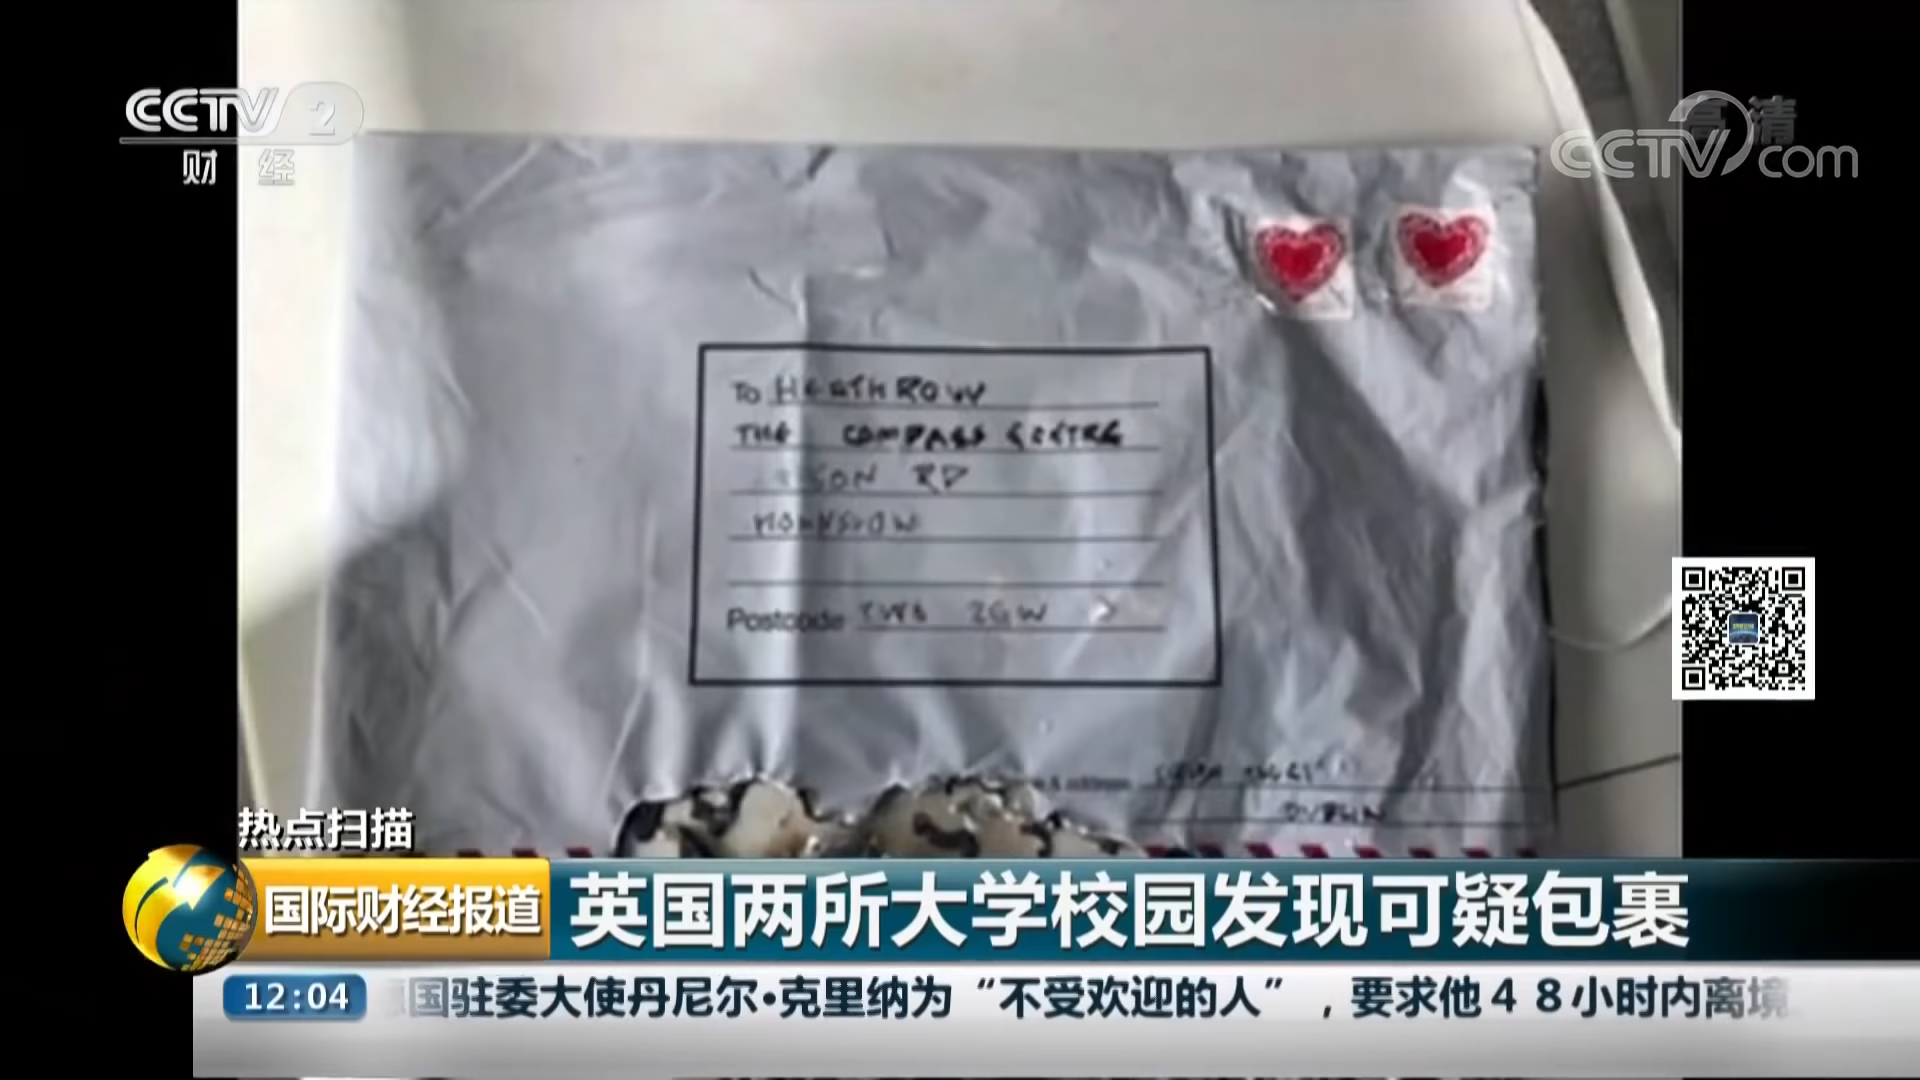 CCTV 2
财 经
高清
CCTV com
To HEATHROW
THE COMPASS CENTRE
SON RD
HOUNSLOW
Postcode TW6 2GW
& address
DUBLIN
热点扫描
国际财经报道
英国两所大学校园发现可疑包裹
12:04
国驻委大使丹尼尔·克里纳为“不受欢迎的人”，要求他48小时内离境